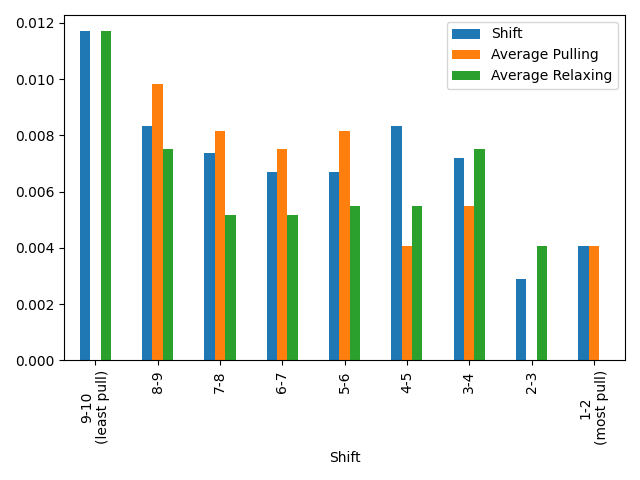 0.012
0.010
0.008
0.006
0.004
0.002
0.000
Shift
Average Pulling
Average Relaxing
9-10
(least pull)
8-9
7-8
6-7
5-6
4-5
3-4
2-3
1-2
(most pull)
Shift